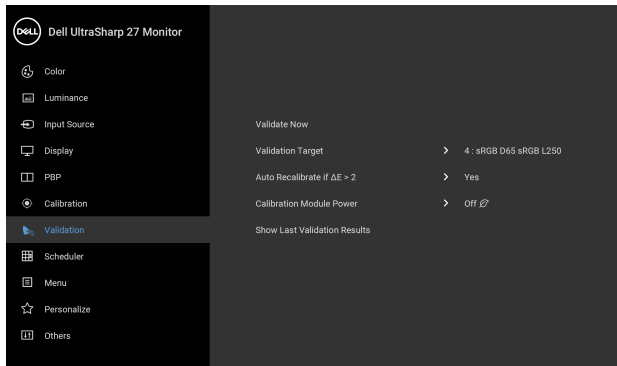 DELL Dell UltraSharp 27 Monitor
Color
Luminance
Input Source
Display
PBP
Calibration
Validation
Scheduler
Menu
Personalize
Others
Validate Now
Validation Target > 4 : sRGB D65 sRGB L250
Auto Recalibrate if ΔE > 2 > Yes
Calibration Module Power > Off
Show Last Validation Results